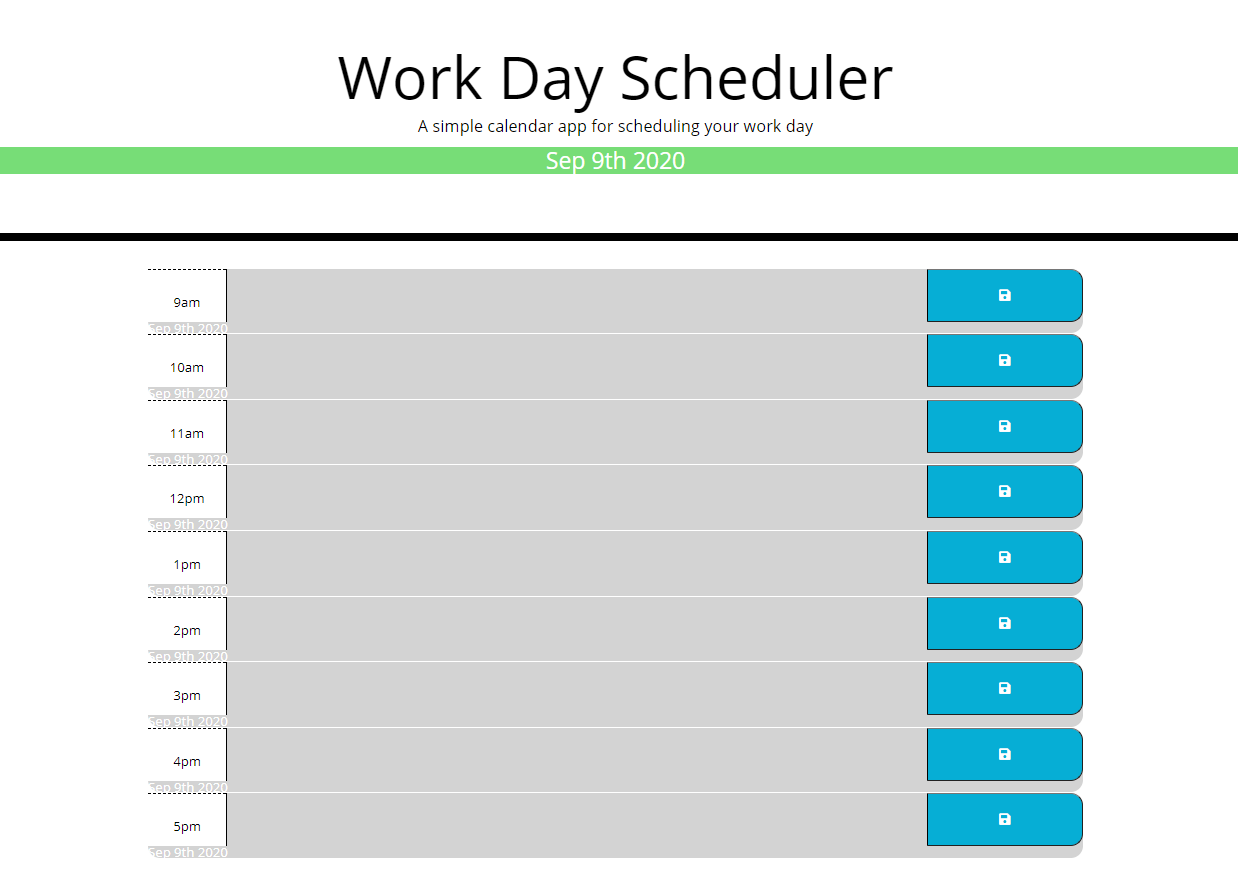 Work Day Scheduler
A simple calendar app for scheduling your work day
Sep 9th 2020
9am
Sep 9th 2020
10am
Sep 9th 2020
11am
Sep 9th 2020
12pm
Sep 9th 2020
1pm
Sep 9th 2020
2pm
Sep 9th 2020
3pm
Sep 9th 2020
4pm
Sep 9th 2020
5pm
Sep 9th 2020